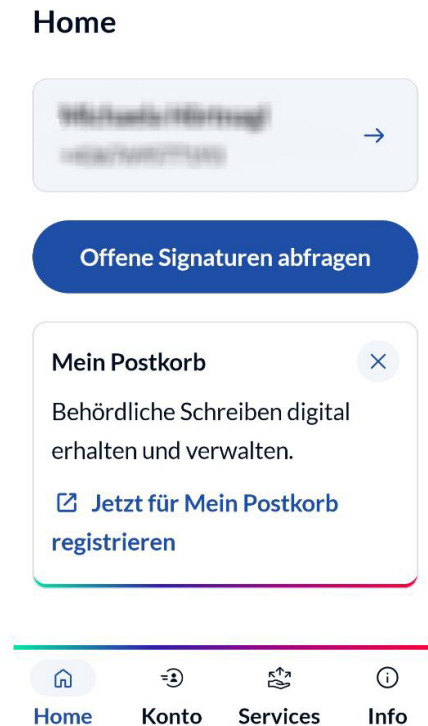 Home
Offene Signaturen abfragen
Mein Postkorb
Behördliche Schreiben digital
erhalten und verwalten.
Jetzt für Mein Postkorb
registrieren
Home Konto Services Info